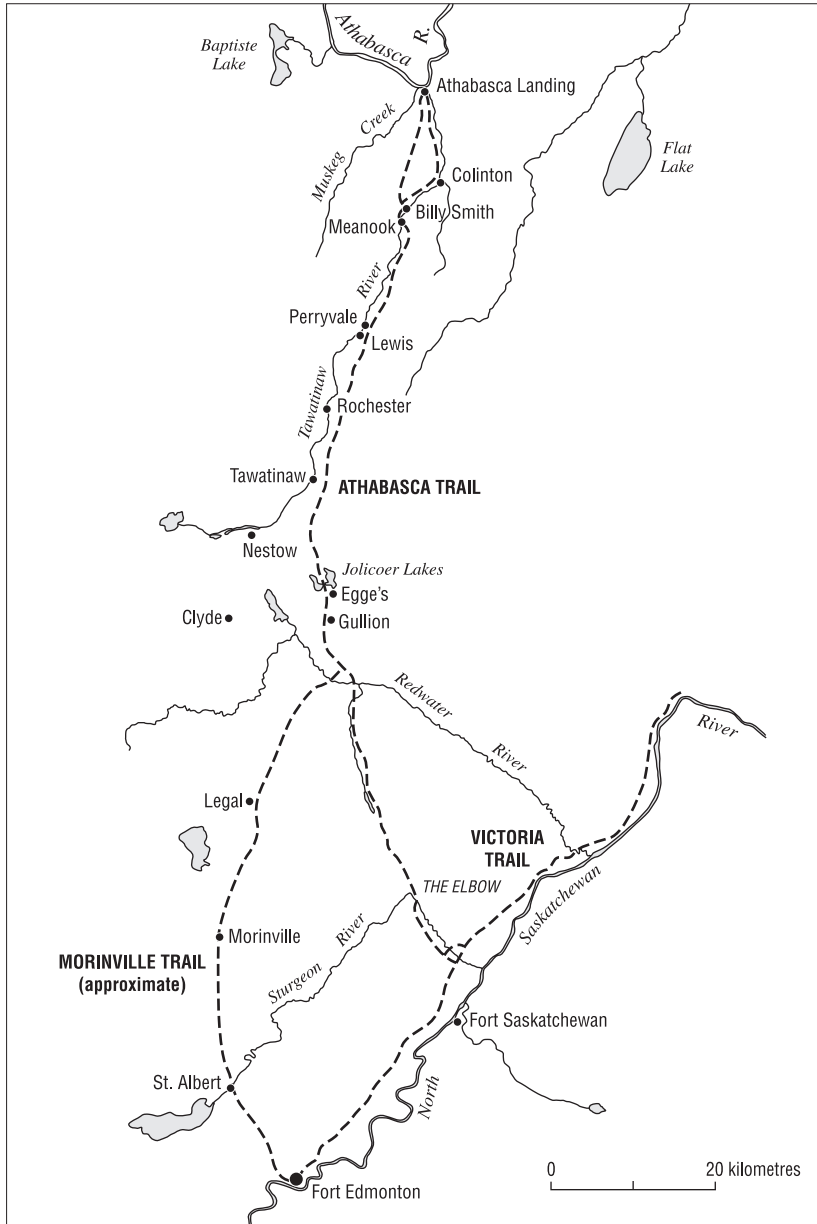 Athabasca
R.
Baptiste
Lake
Athabasca Landing
Muskeg
Creek
Flat
Lake
Colinton
Billy Smith
Meanook
River
Perryvale
Lewis
Tawatinaw
Rochester
Tawatinaw
ATHABASCA TRAIL
Nestow
Jolicoer Lakes
Egge's
Clyde
Gullion
Redwater
River
River
Legal
VICTORIA
TRAIL
THE ELBOW
Saskatchewan
Morinville
River
MORINVILLE TRAIL
(approximate)
Sturgeon
Fort Saskatchewan
St. Albert
North
0
20 kilometres
Fort Edmonton